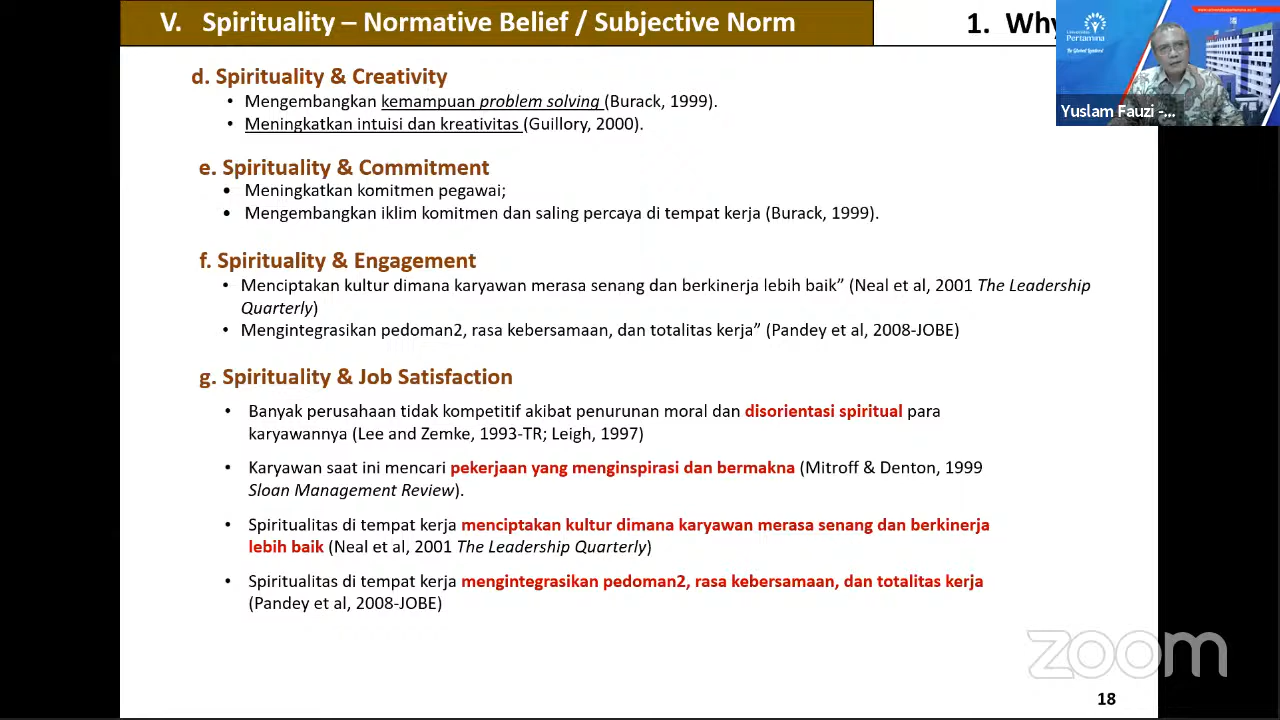 V. Spirituality – Normative Belief / Subjective Norm
1. Why
Universitas
Pertamina
Yuslam Fauzi -...
d. Spirituality & Creativity
• Mengembangkan kemampuan problem solving (Burack, 1999).
• Meningkatkan intuisi dan kreativitas (Guillory, 2000).
e. Spirituality & Commitment
• Meningkatkan komitmen pegawai;
• Mengembangkan iklim komitmen dan saling percaya di tempat kerja (Burack, 1999).
f. Spirituality & Engagement
• Menciptakan kultur dimana karyawan merasa senang dan berkinerja lebih baik” (Neal et al, 2001 The Leadership
Quarterly)
• Mengintegrasikan pedoman2, rasa kebersamaan, dan totalitas kerja” (Pandey et al, 2008-JOBE)
g. Spirituality & Job Satisfaction
• Banyak perusahaan tidak kompetitif akibat penurunan moral dan disorientasi spiritual para
karyawannya (Lee and Zemke, 1993-TR; Leigh, 1997)
• Karyawan saat ini mencari pekerjaan yang menginspirasi dan bermakna (Mitroff & Denton, 1999
Sloan Management Review).
• Spiritualitas di tempat kerja menciptakan kultur dimana karyawan merasa senang dan berkinerja
lebih baik (Neal et al, 2001 The Leadership Quarterly)
• Spiritualitas di tempat kerja mengintegrasikan pedoman2, rasa kebersamaan, dan totalitas kerja
(Pandey et al, 2008-JOBE)
zoom
18